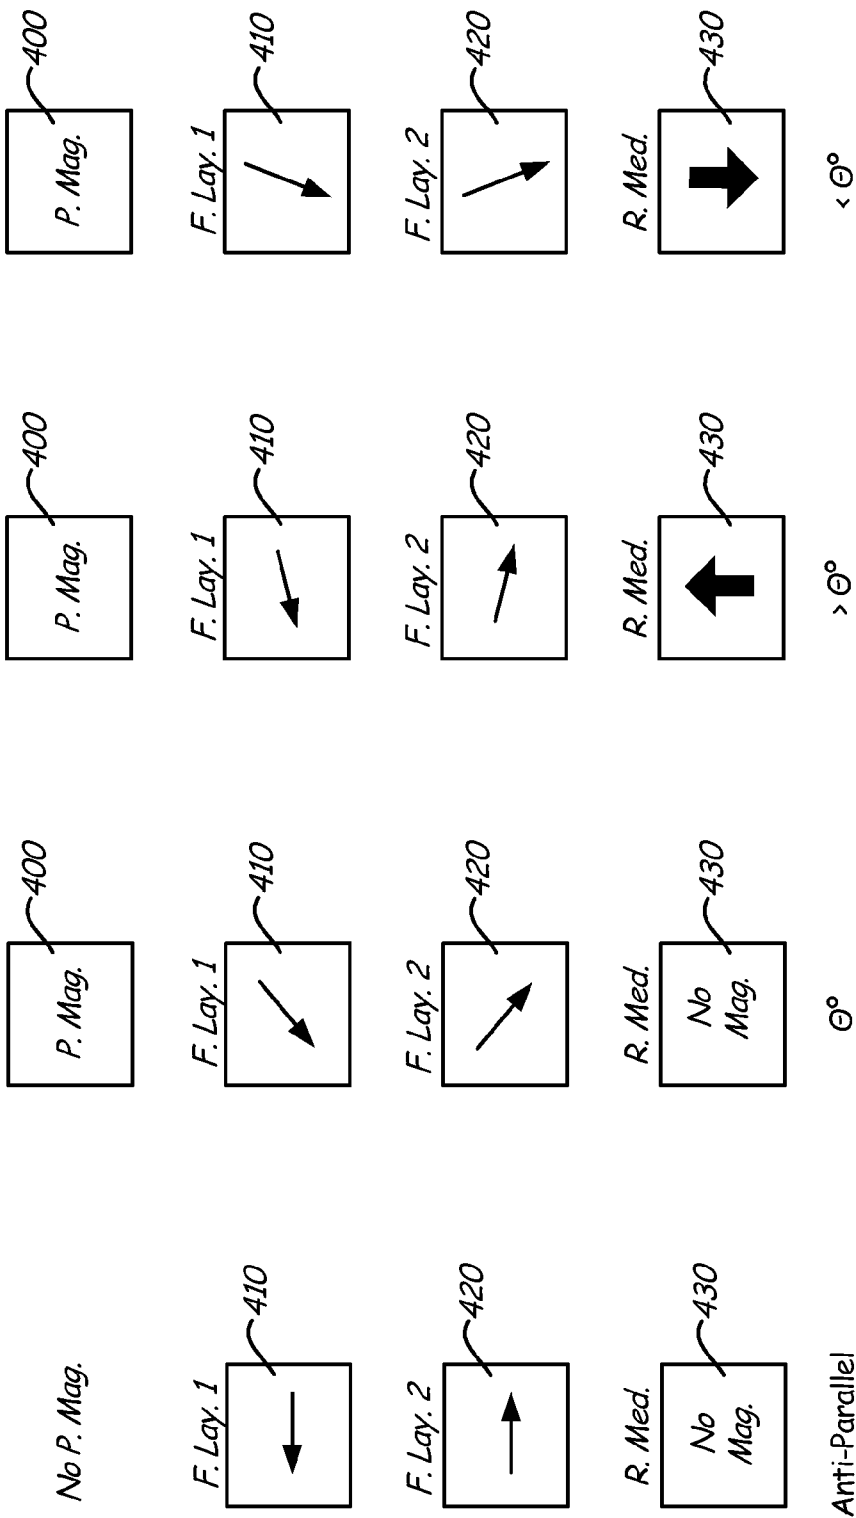 400 400 400
No P. Mag. P. Mag. P. Mag. P. Mag.
F. Lay. 1 F. Lay. 1 F. Lay. 1 F. Lay. 1
410 410 410 410
F. Lay. 2 F. Lay. 2 F. Lay. 2 F. Lay. 2
420 420 420 420
R. Med. R. Med. R. Med. R. Med.
430 430 430 430
No No
Mag. Mag.
Anti-Parallel Θ° > Θ° < Θ°